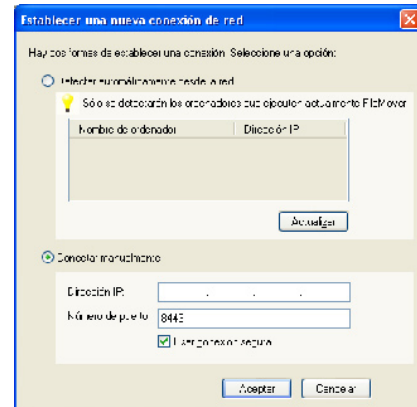 Establecer una nueva conexión de red
Hay dos formas de establecer una conexión. Seleccione una opción:
Detectar automáticamente desde la red
Sólo se detectarán los ordenadores que ejecuten actualmente FileMover
Nombre de ordenador Dirección IP
Actualizar
Conectar manualmente
Dirección IP: . . .
Número de puerto: 8443
Usar conexión segura
Aceptar Cancelar